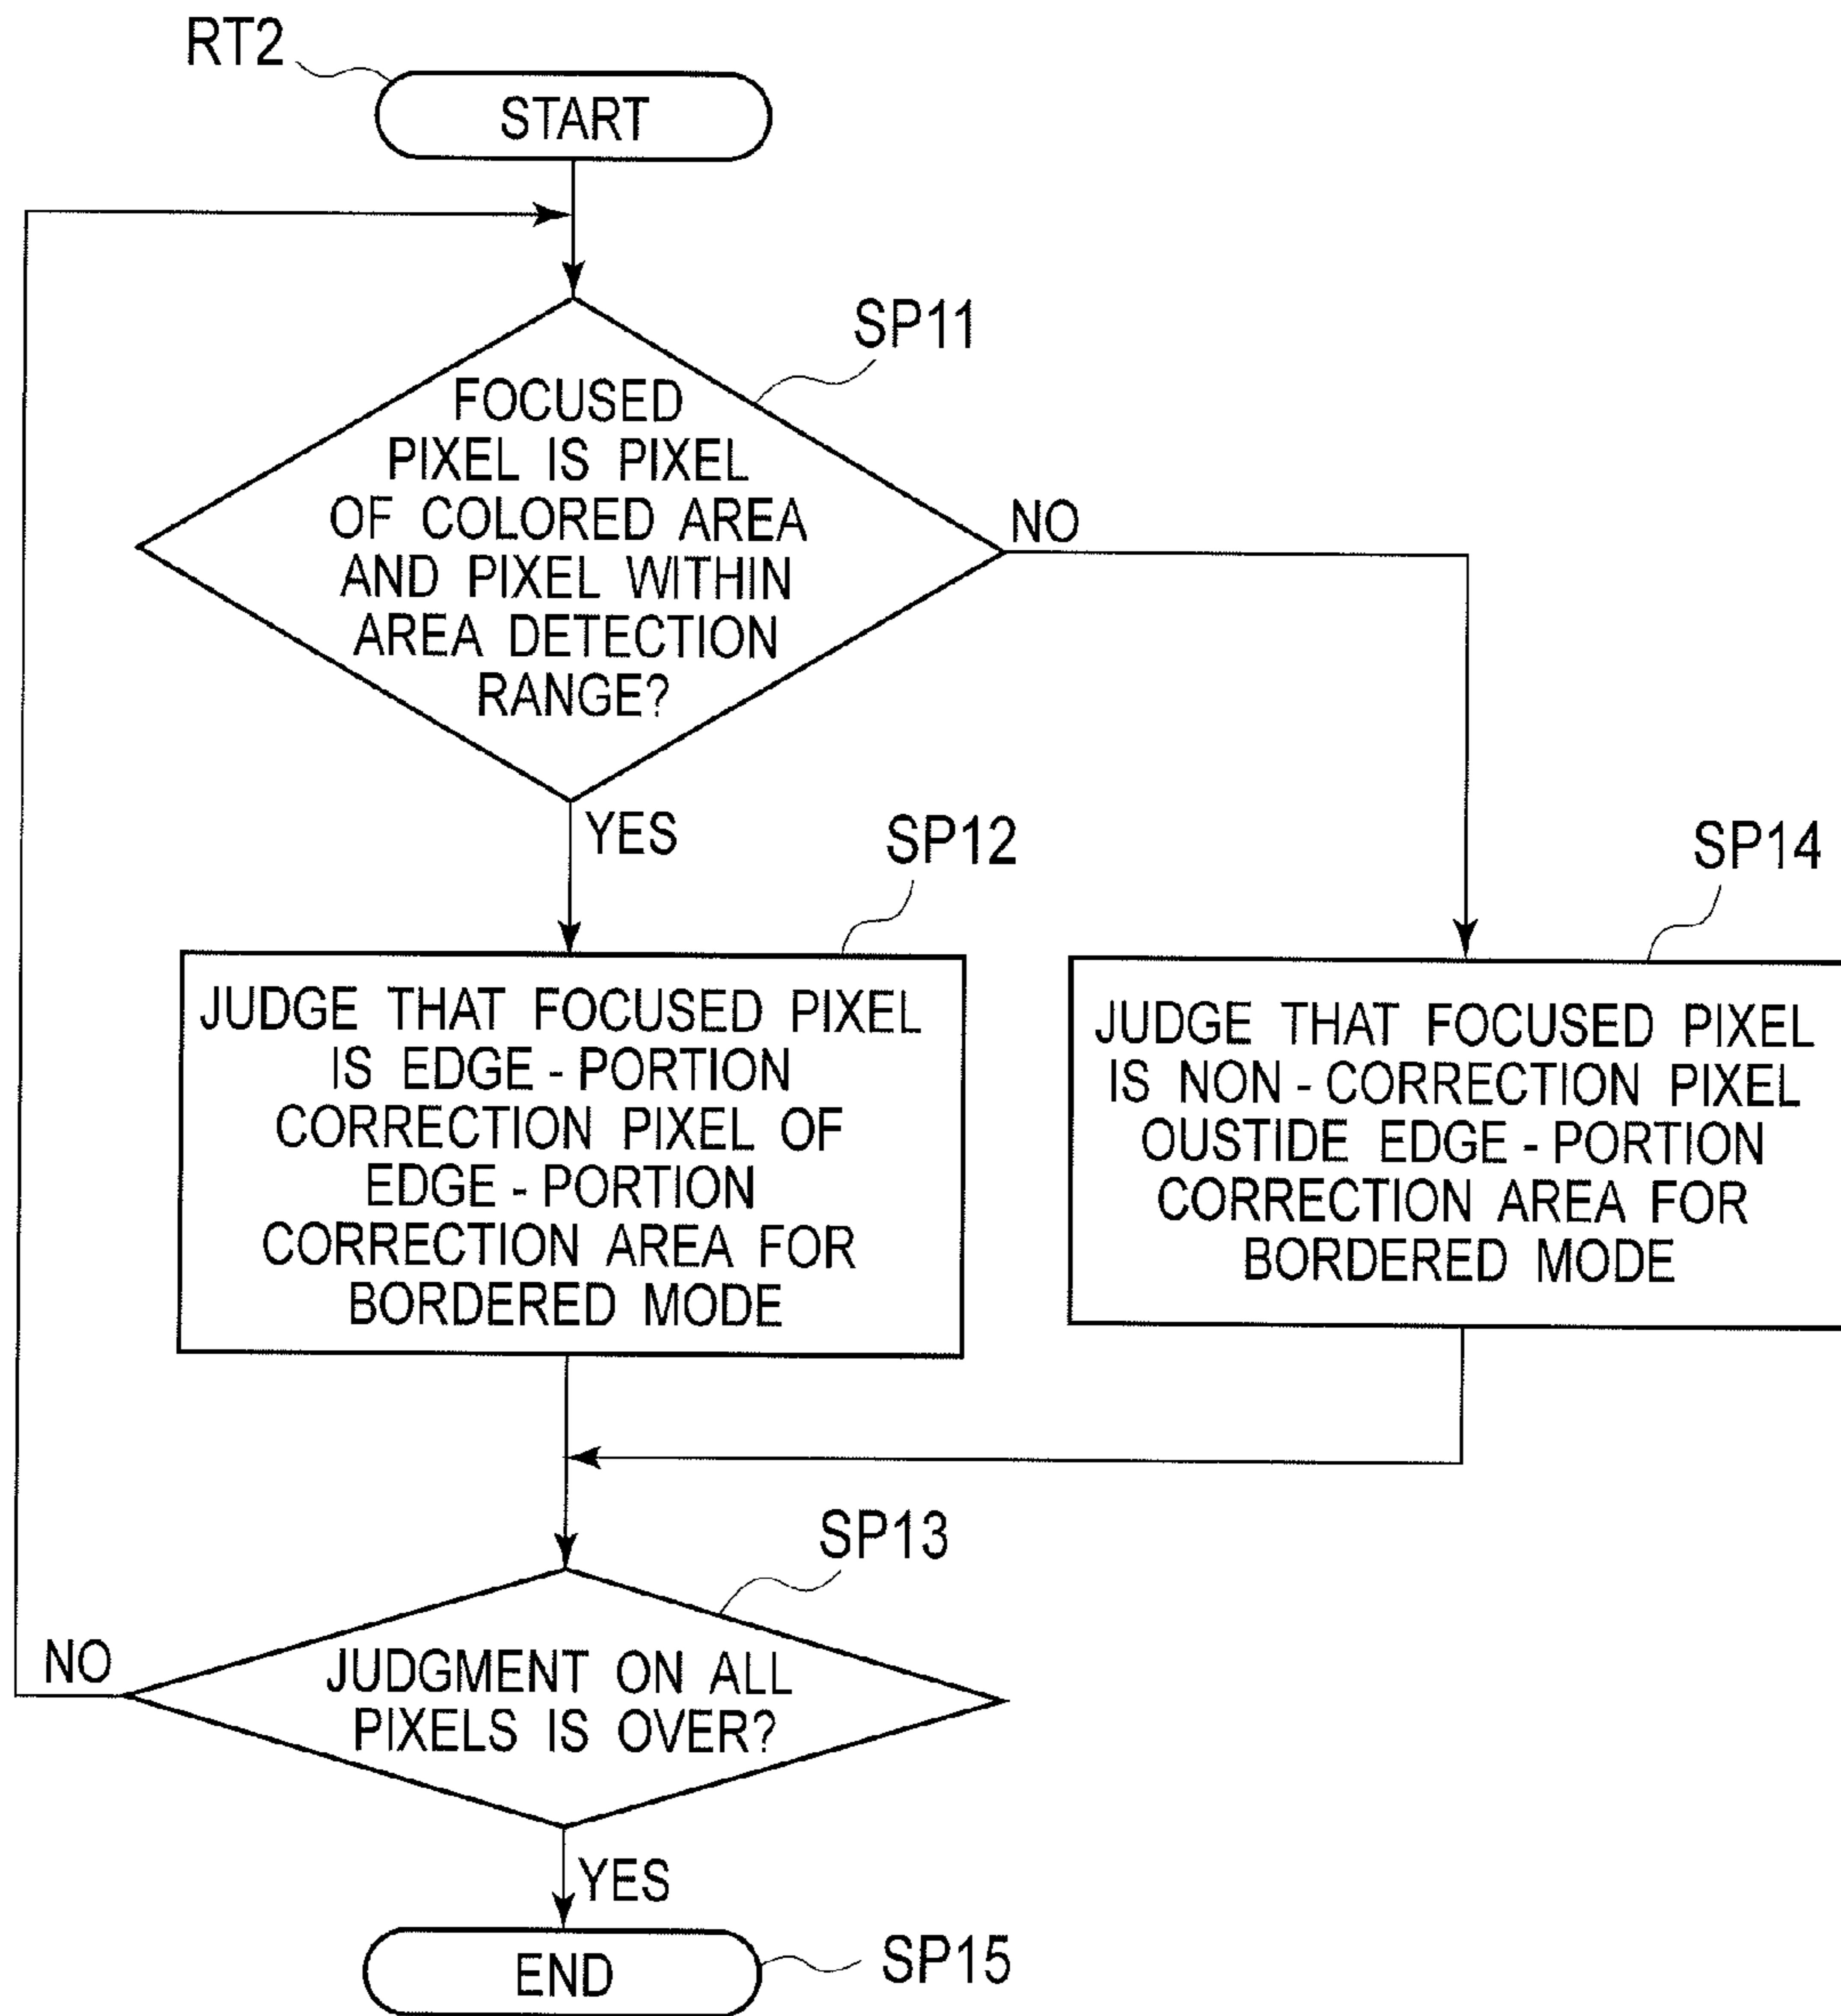 RT2
START
SP11
FOCUSED
PIXEL IS PIXEL
OF COLORED AREA
AND PIXEL WITHIN
AREA DETECTION
RANGE?
NO
YES
SP12
JUDGE THAT FOCUSED PIXEL
IS EDGE - PORTION
CORRECTION PIXEL OF
EDGE - PORTION
CORRECTION AREA FOR
BORDERED MODE
SP14
JUDGE THAT FOCUSED PIXEL
IS NON - CORRECTION PIXEL
OUSTIDE EDGE - PORTION
CORRECTION AREA FOR
BORDERED MODE
SP13
JUDGMENT ON ALL
PIXELS IS OVER?
NO
YES
END
SP15